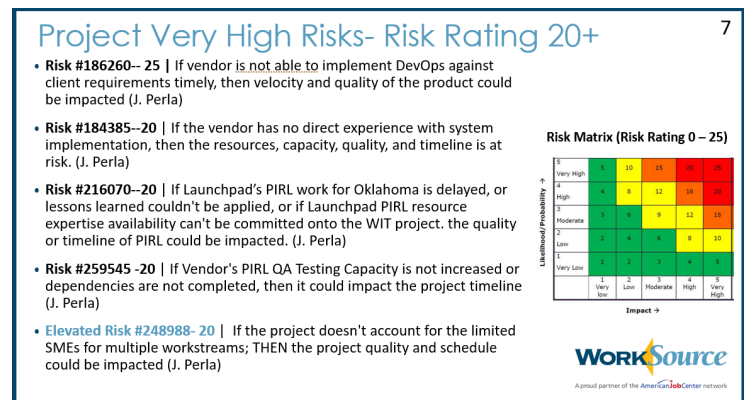 Project Very High Risks- Risk Rating 20+
7
• Risk #186260-- 25 | If vendor is not able to implement DevOps against
client requirements timely, then velocity and quality of the product could
be impacted (J. Perla)
• Risk #184385--20 | If the vendor has no direct experience with system
implementation, then the resources, capacity, quality, and timeline is at
risk. (J. Perla)
• Risk #216070--20 | If Launchpad's PIRL work for Oklahoma is delayed, or
lessons learned couldn't be applied, or if Launchpad PIRL resource
expertise availability can't be committed onto the WIT project. the quality
or timeline of PIRL could be impacted. (J. Perla)
• Risk #259545 -20 | If Vendor's PIRL QA Testing Capacity is not increased or
dependencies are not completed, then it could impact the project timeline
(J. Perla)
• Elevated Risk #248988- 20 | If the project doesn't account for the limited
SMEs for multiple workstreams; THEN the project quality and schedule
could be impacted (J. Perla)
Risk Matrix (Risk Rating 0 – 25)
Likelihood/Probability →
5
Very High
5 10 15 20 25
4
High
4 8 12 16 20
3
Moderate
3 6 9 12 15
2
Low
2 4 6 8 10
1
Very Low
1 2 3 4 5
1 2 3 4 5
Very Low Moderate High Very
low High
Impact →
WORKSource
A proud partner of the AmericanJobCenter network